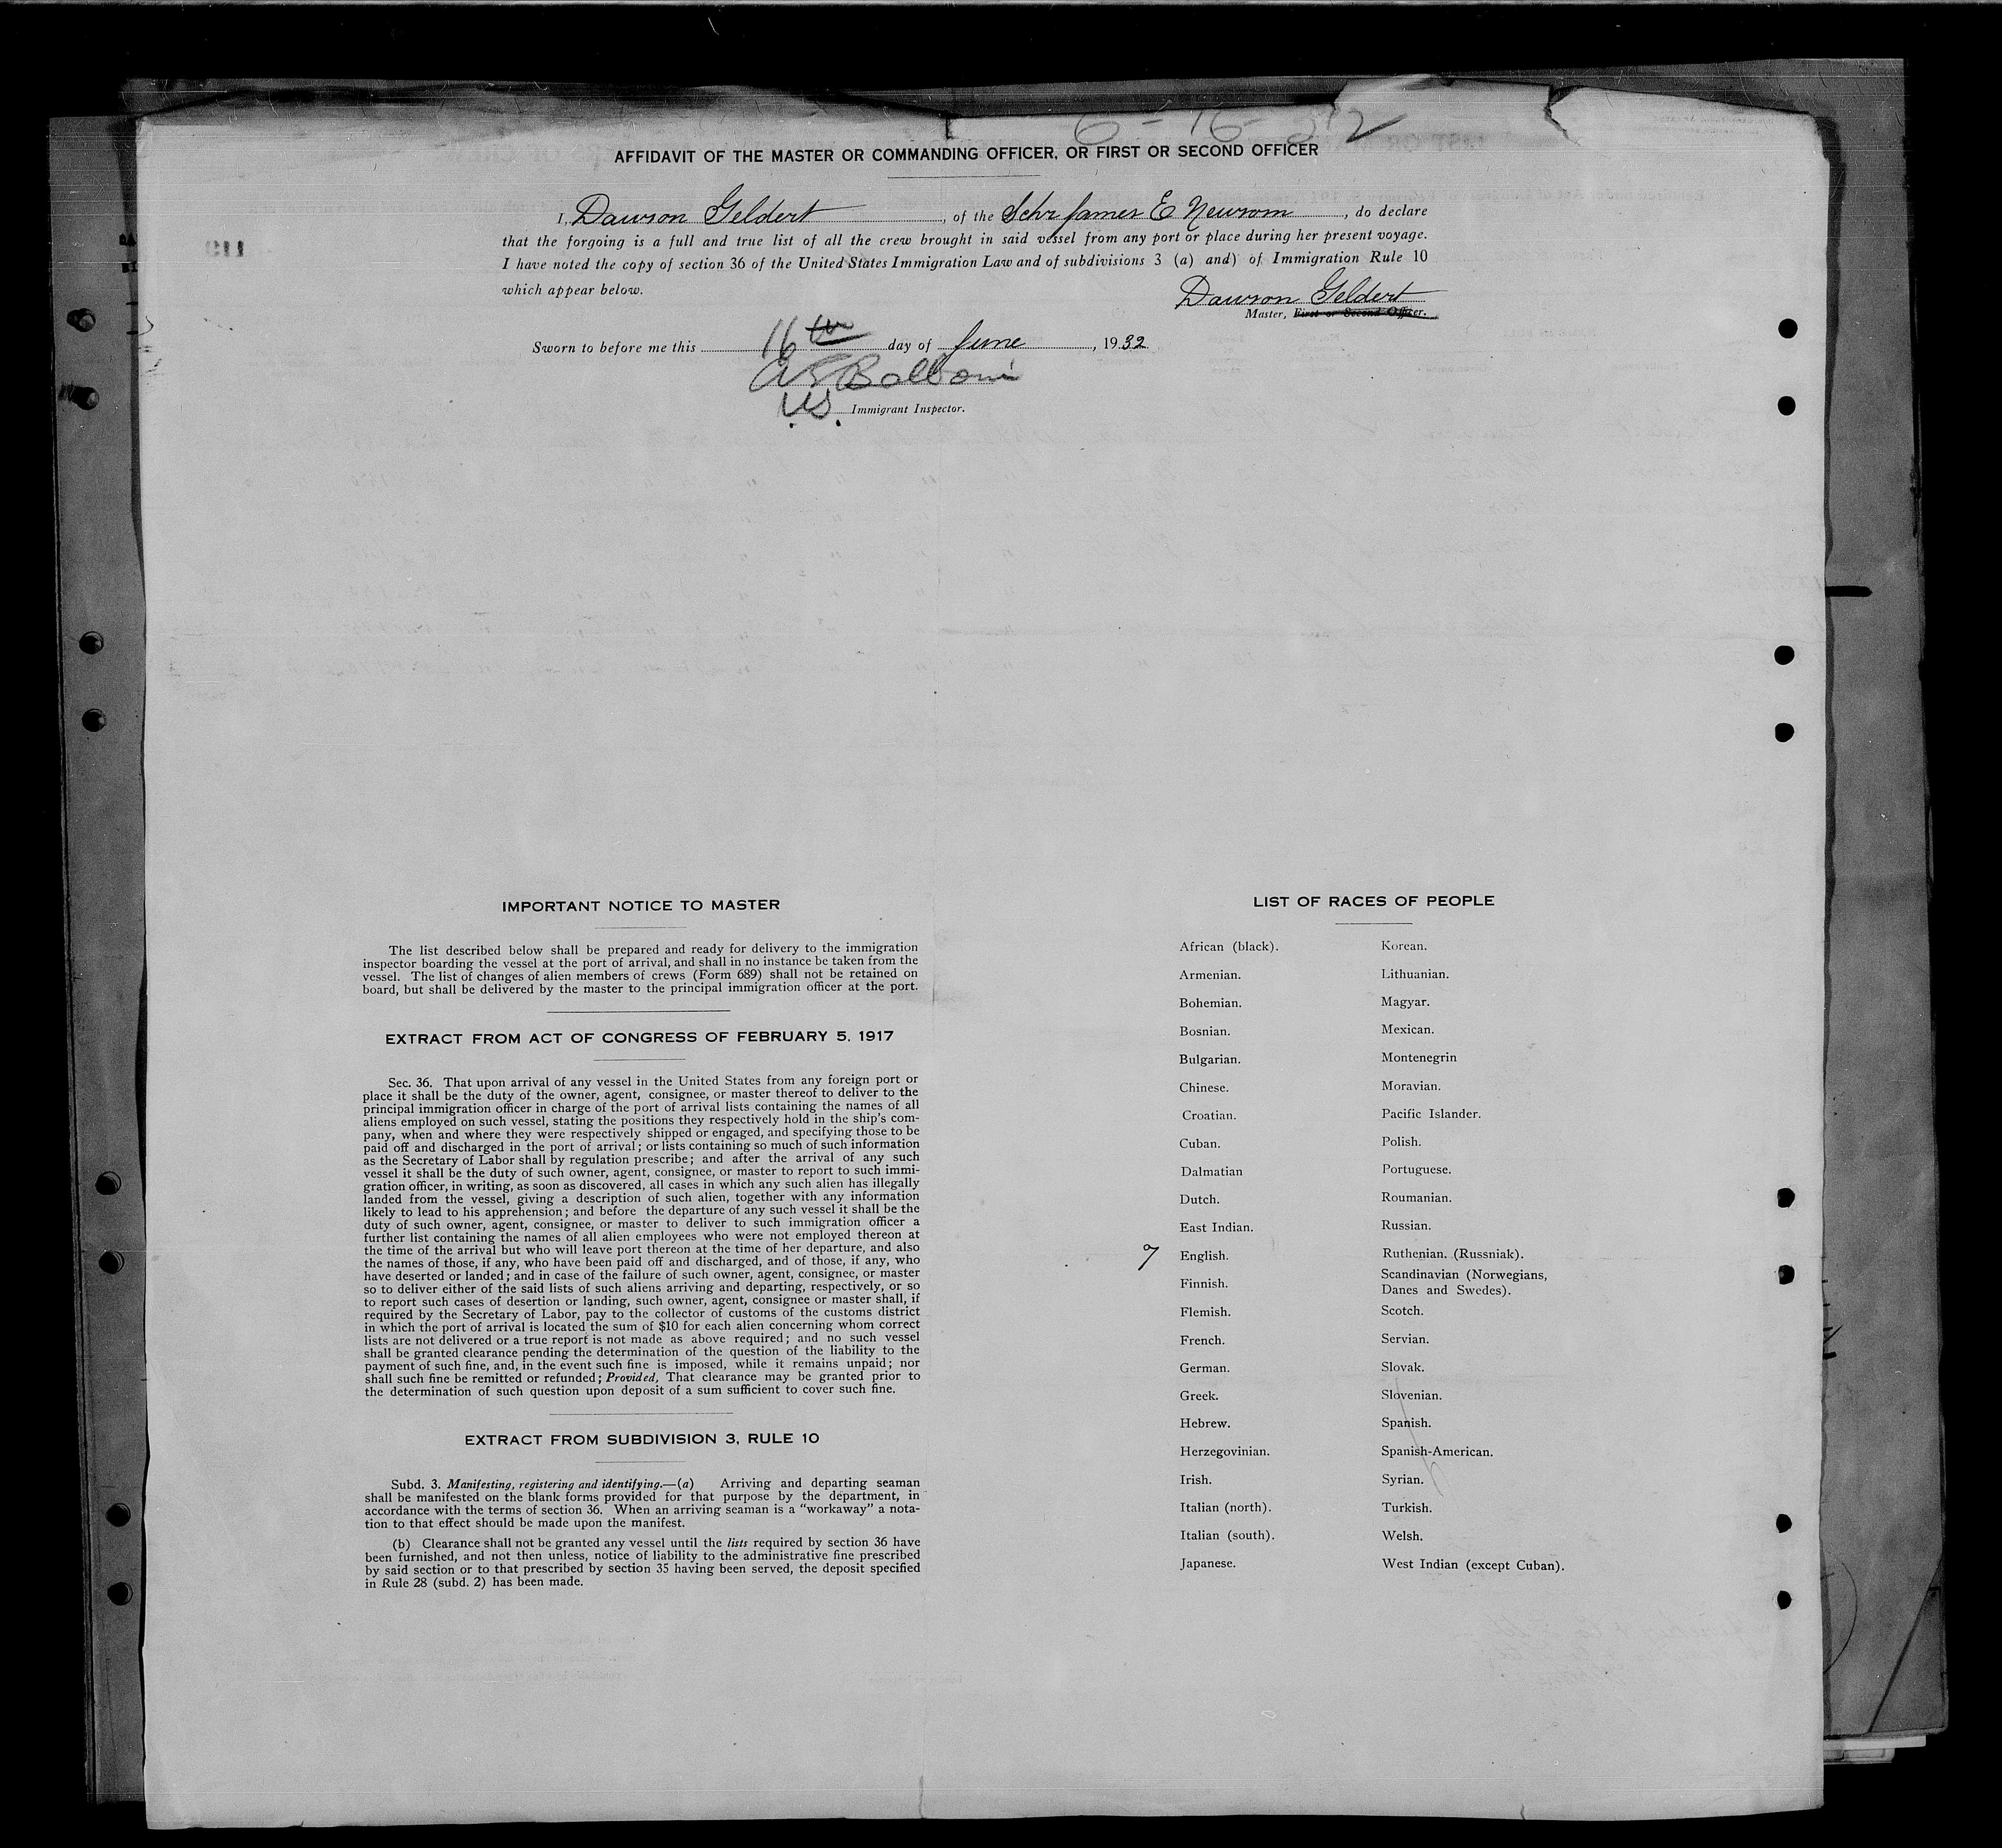 6-16-32
AFFIDAVIT OF THE MASTER OR COMMANDING OFFICER, OR FIRST OR SECOND OFFICER
I, Dawson Geldert, of the Schr James E Newsom, do declare
that the forgoing is a full and true list of all the crew brought in said vessel from any port or place during her present voyage.
I have noted the copy of section 36 of the United States Immigration Law and of subdivisions 3 (a) and) of Immigration Rule 10
which appear below.
Dawson Geldert
Master, First or Second Officer.
Sworn to before me this 16th day of June, 1932
U.S. Immigrant Inspector.
IMPORTANT NOTICE TO MASTER
The list described below shall be prepared and ready for delivery to the immigration
inspector boarding the vessel at the port of arrival, and shall in no instance be taken from the
vessel. The list of changes of alien members of crews (Form 689) shall not be retained on
board, but shall be delivered by the master to the principal immigration officer at the port.
EXTRACT FROM ACT OF CONGRESS OF FEBRUARY 5, 1917
Sec. 36. That upon arrival of any vessel in the United States from any foreign port or
place it shall be the duty of the owner, agent, consignee, or master thereof to deliver to the
principal immigration officer in charge of the port of arrival lists containing the names of all
aliens employed on such vessel, stating the positions they respectively hold in the ship's com-
pany, when and where they were respectively shipped or engaged, and specifying those to be
paid off and discharged in the port of arrival; or lists containing so much of such information
as the Secretary of Labor shall by regulation prescribe; and after the arrival of any such
vessel it shall be the duty of such owner, agent, consignee, or master to report to such immi-
gration officer, in writing, as soon as discovered, all cases in which any such alien has illegally
landed from the vessel, giving a description of such alien, together with any information
likely to lead to his apprehension; and before the departure of any such vessel it shall be the
duty of such owner, agent, consignee, or master to deliver to such immigration officer a
further list containing the names of all alien employees who were not employed thereon at
the time of the arrival but who will leave port thereon at the time of her departure, and also
the names of those, if any, who have been paid off and discharged, and of those, if any, who
have deserted or landed; and in case of the failure of such owner, agent, consignee, or master
so to deliver either of the said lists of such aliens arriving and departing, respectively, or so
to report such cases of desertion or landing, such owner, agent, consignee or master shall, if
required by the Secretary of Labor, pay to the collector of customs of the customs district
in which the port of arrival is located the sum of $10 for each alien concerning whom correct
lists are not delivered or a true report is not made as above required; and no such vessel
shall be granted clearance pending the determination of the question of the liability to the
payment of such fine, and, in the event such fine is imposed, while it remains unpaid; nor
shall such fine be remitted or refunded; Provided, That clearance may be granted prior to
the determination of such question upon deposit of a sum sufficient to cover such fine.
EXTRACT FROM SUBDIVISION 3, RULE 10
Subd. 3. Manifesting, registering and identifying.—(a) Arriving and departing seaman
shall be manifested on the blank forms provided for that purpose by the department, in
accordance with the terms of section 36. When an arriving seaman is a "workaway" a nota-
tion to that effect should be made upon the manifest.
(b) Clearance shall not be granted any vessel until the lists required by section 36 have
been furnished, and not then unless, notice of liability to the administrative fine prescribed
by said section or to that prescribed by section 35 having been served, the deposit specified
in Rule 28 (subd. 2) has been made.
LIST OF RACES OF PEOPLE
African (black).
Armenian.
Bohemian.
Bosnian.
Bulgarian.
Chinese.
Croatian.
Cuban.
Dalmatian
Dutch.
East Indian.
7 English.
Finnish.
Flemish.
French.
German.
Greek.
Hebrew.
Herzegovinian.
Irish.
Italian (north).
Italian (south).
Japanese.
Korean.
Lithuanian.
Magyar.
Mexican.
Montenegrin
Moravian.
Pacific Islander.
Polish.
Portuguese.
Roumanian.
Russian.
Ruthenian. (Russniak).
Scandinavian (Norwegians,
Danes and Swedes).
Scotch.
Servian.
Slovak.
Slovenian.
Spanish.
Spanish-American.
Syrian.
Turkish.
Welsh.
West Indian (except Cuban).